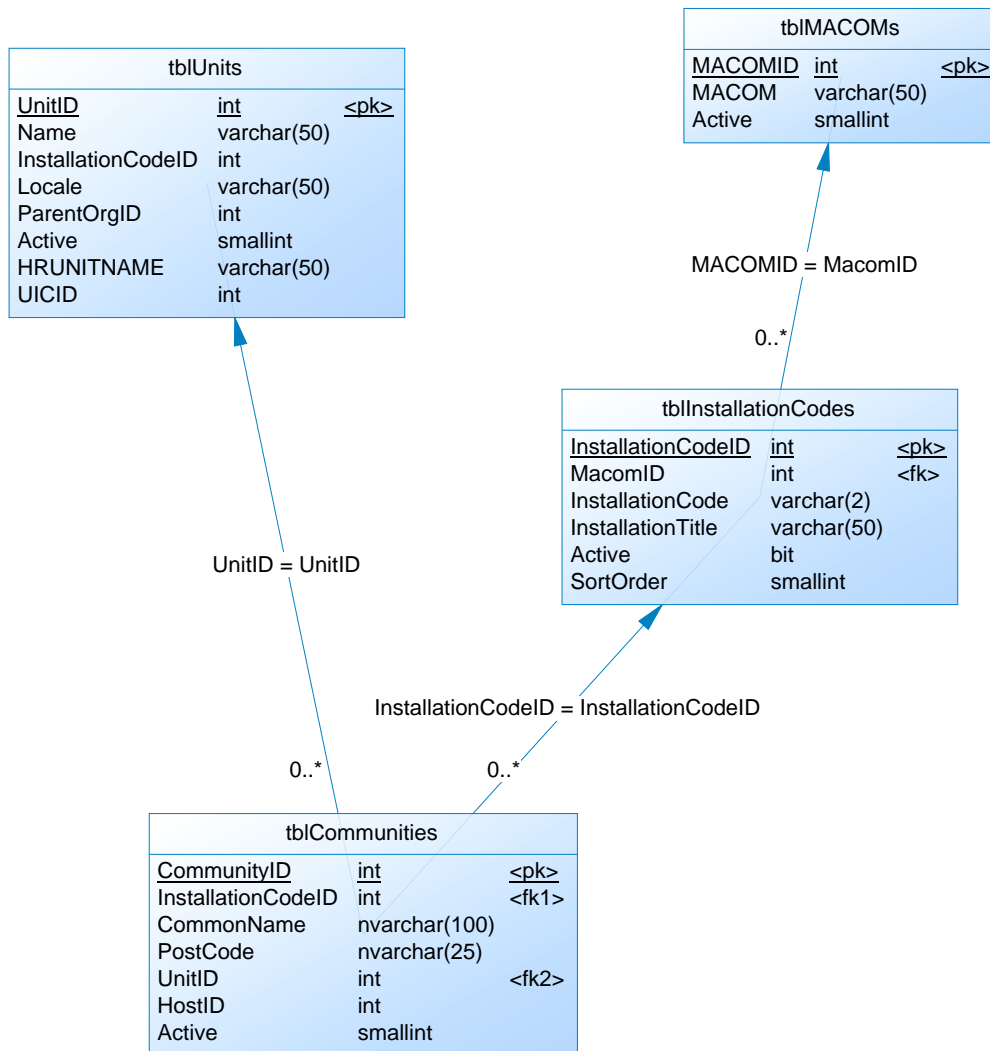 tblMACOMs
MACOMID int <pk>
MACOM varchar(50)
Active smallint
tblUnits
UnitID int <pk>
Name varchar(50)
InstallationCodeID int
Locale varchar(50)
ParentOrgID int
Active smallint
HRUNITNAME varchar(50)
UICID int
MACOMID = MacomID
0..*
tblInstallationCodes
InstallationCodeID int <pk>
MacomID int <fk>
InstallationCode varchar(2)
InstallationTitle varchar(50)
Active bit
SortOrder smallint
UnitID = UnitID
InstallationCodeID = InstallationCodeID
0..*
0..*
tblCommunities
CommunityID int <pk>
InstallationCodeID int <fk1>
CommonName nvarchar(100)
PostCode nvarchar(25)
UnitID int <fk2>
HostID int
Active smallint